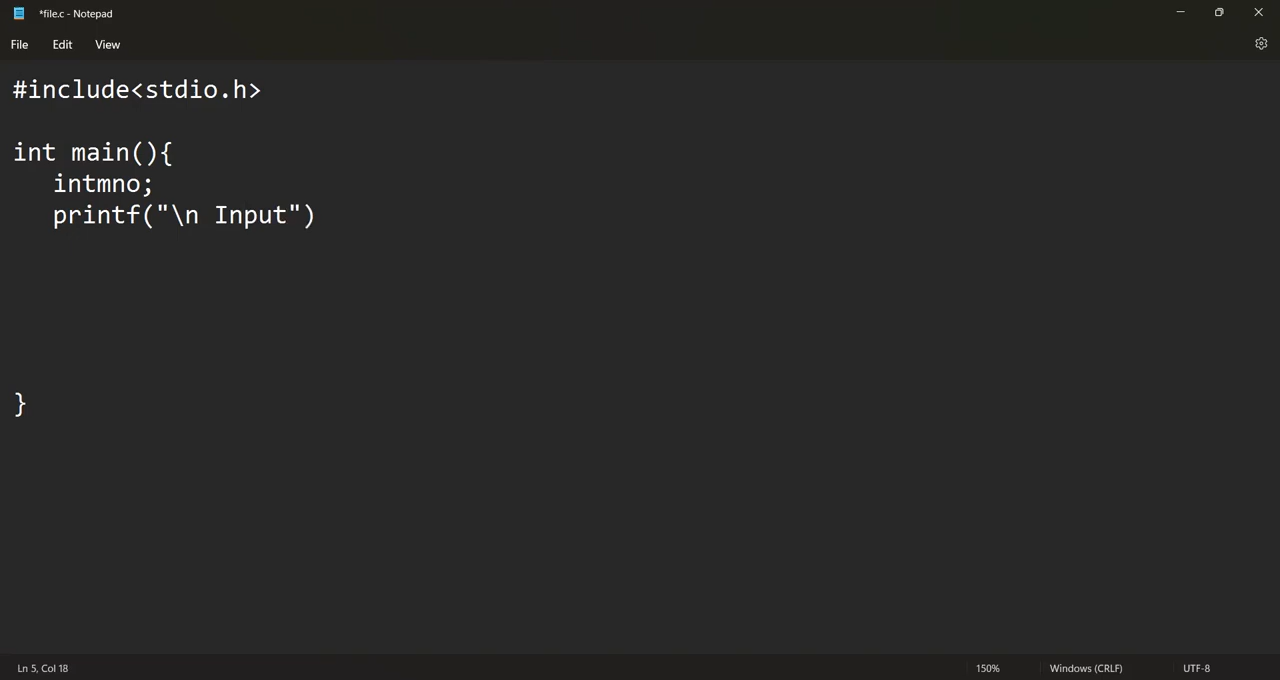 *file.c - Notepad
File Edit View
#include<stdio.h>
int main(){
intmno;
printf("\n Input")
}
Ln 5, Col 18 150% Windows (CRLF) UTF-8